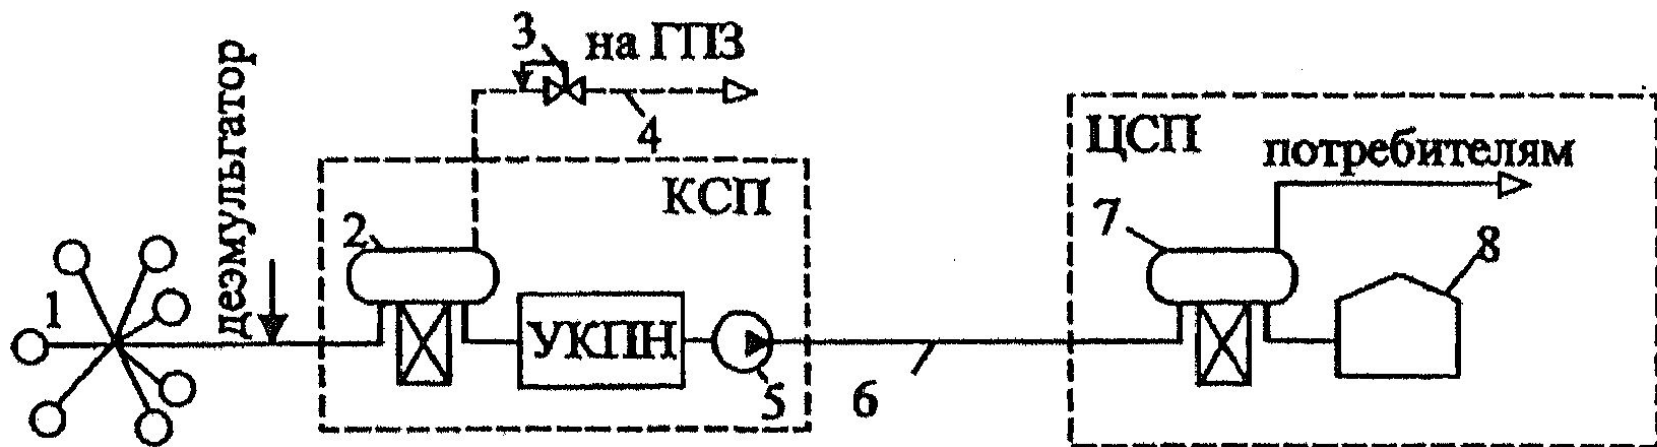 3
на ГПЗ
4
деэмульгатор
КСП
ЦСП
потребителям
1
2
УКПН
5
6
7
8